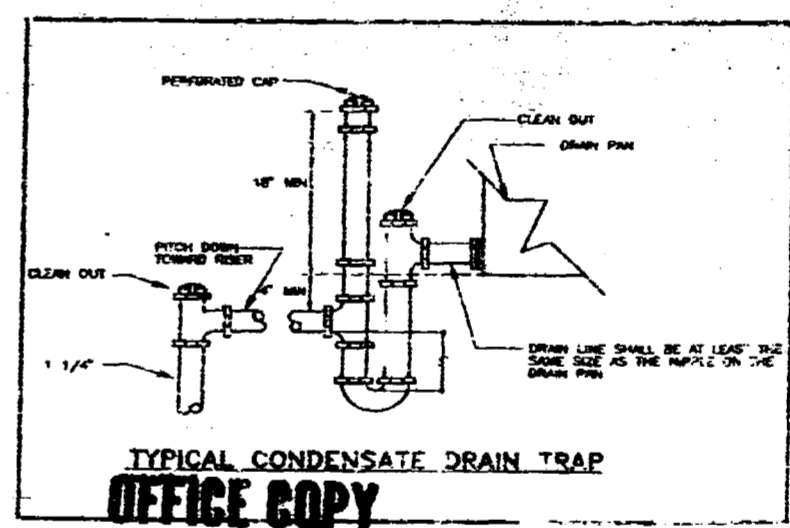 PERFORATED CAP
CLEAN OUT
DRAIN PAN
18" MIN
PITCH DOWN
TOWARD RISER
CLEAN OUT
4" MIN
1 1/4"
DRAIN LINE SHALL BE AT LEAST THE
SAME SIZE AS THE NIPPLE ON THE
DRAIN PAN
TYPICAL CONDENSATE DRAIN TRAP
OFFICE COPY